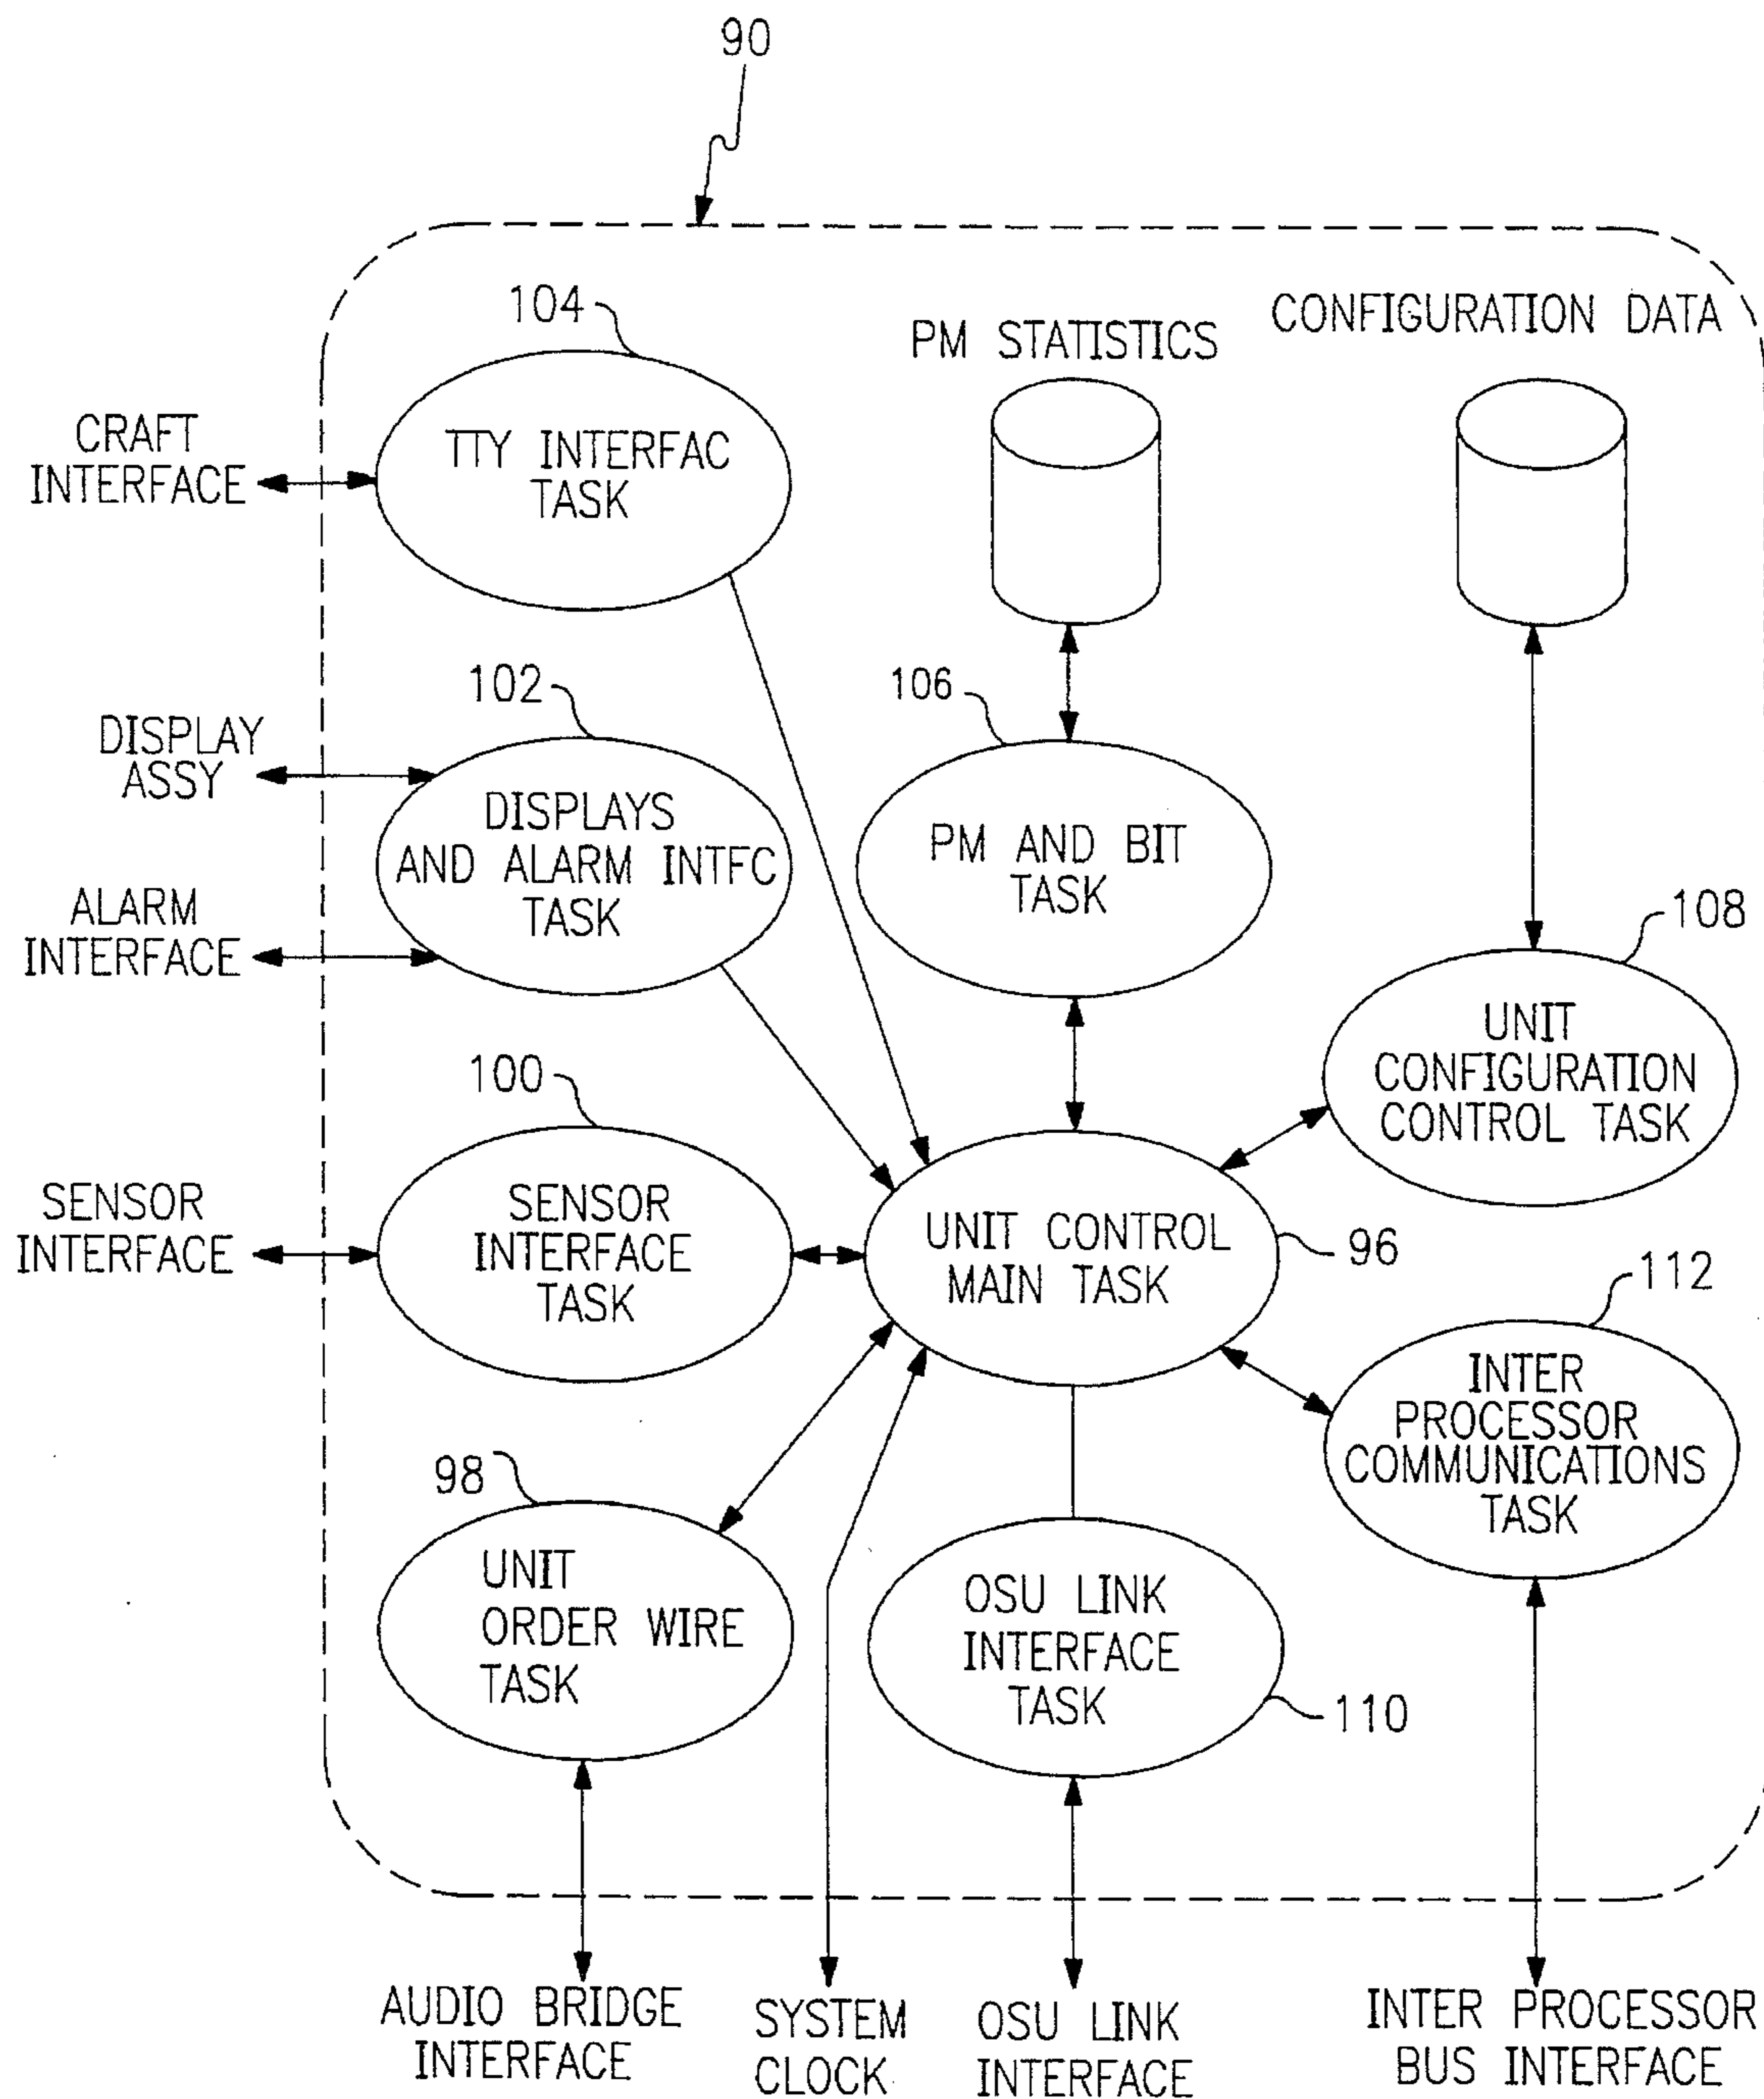 90
104
CONFIGURATION DATA
PM STATISTICS
CRAFT
INTERFACE
TTY INTERFAC
TASK
102
106
DISPLAY
ASSY
DISPLAYS
AND ALARM INTFC
TASK
PM AND BIT
TASK
ALARM
INTERFACE
108
UNIT
CONFIGURATION
CONTROL TASK
100
SENSOR
INTERFACE
SENSOR
INTERFACE
TASK
UNIT CONTROL
MAIN TASK
96
112
INTER
PROCESSOR
COMMUNICATIONS
TASK
98
UNIT
ORDER WIRE
TASK
OSU LINK
INTERFACE
TASK
110
AUDIO BRIDGE
INTERFACE
SYSTEM
CLOCK
OSU LINK
INTERFACE
INTER PROCESSOR
BUS INTERFACE